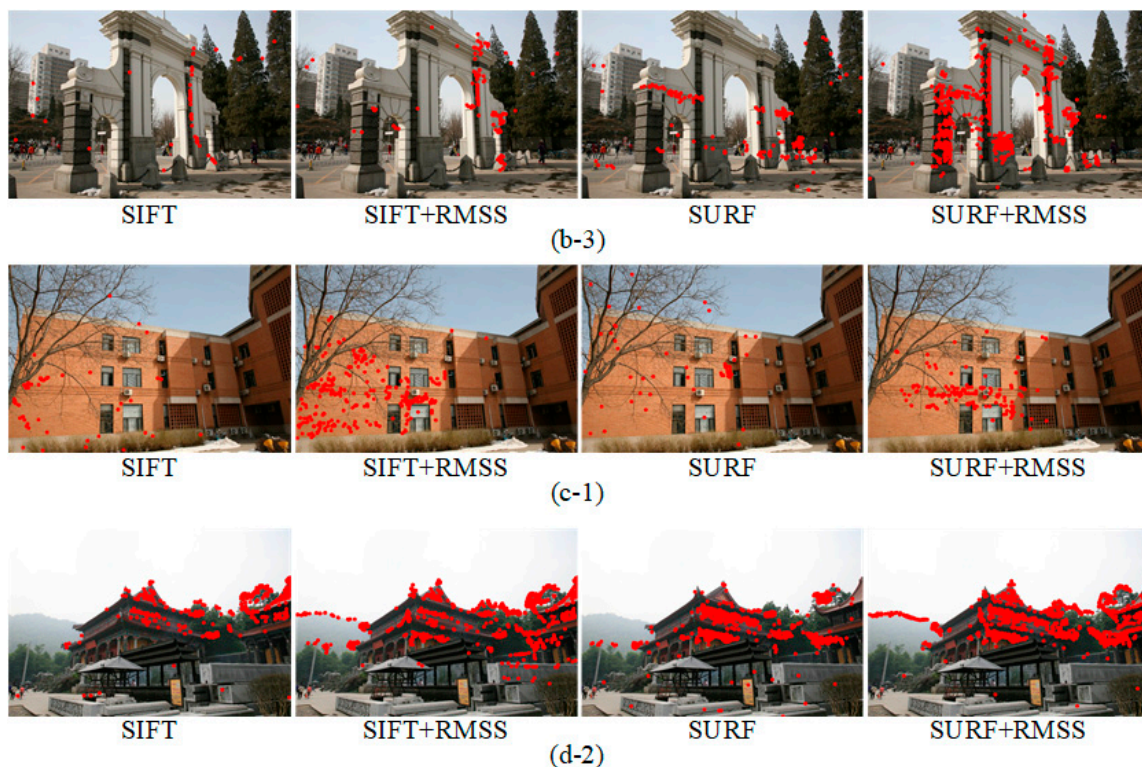 SIFT SIFT+RMSS SURF SURF+RMSS
(b-3)
SIFT SIFT+RMSS SURF SURF+RMSS
(c-1)
SIFT SIFT+RMSS SURF SURF+RMSS
(d-2)